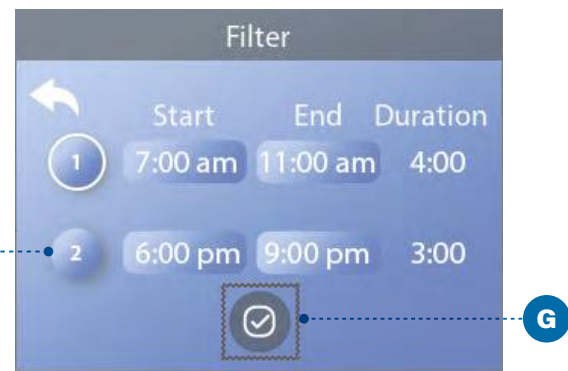 Filter
Start End Duration
1 7:00 am 11:00 am 4:00
2 6:00 pm 9:00 pm 3:00
G